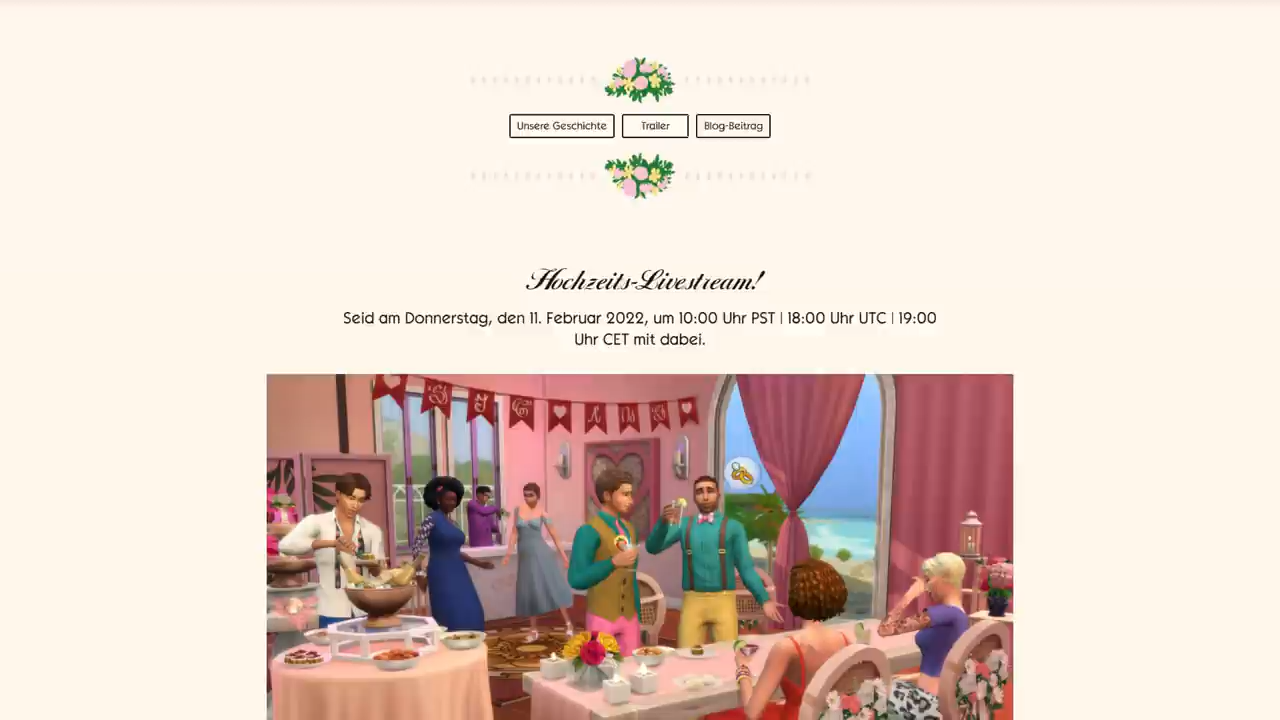 Unsere Geschichte
Trailer
Blog-Beitrag
Hochzeits-Livestream!
Seid am Donnerstag, den 11. Februar 2022, um 10:00 Uhr PST | 18:00 Uhr UTC | 19:00
Uhr CET mit dabei.